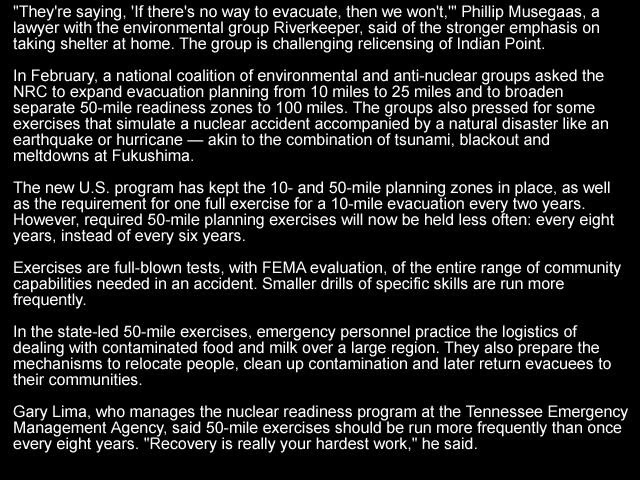 "They're saying, 'If there's no way to evacuate, then we won't,'" Phillip Musegaas, a
lawyer with the environmental group Riverkeeper, said of the stronger emphasis on
taking shelter at home. The group is challenging relicensing of Indian Point.

In February, a national coalition of environmental and anti-nuclear groups asked the
NRC to expand evacuation planning from 10 miles to 25 miles and to broaden
separate 50-mile readiness zones to 100 miles. The groups also pressed for some
exercises that simulate a nuclear accident accompanied by a natural disaster like an
earthquake or hurricane — akin to the combination of tsunami, blackout and
meltdowns at Fukushima.

The new U.S. program has kept the 10- and 50-mile planning zones in place, as well
as the requirement for one full exercise for a 10-mile evacuation every two years.
However, required 50-mile planning exercises will now be held less often: every eight
years, instead of every six years.

Exercises are full-blown tests, with FEMA evaluation, of the entire range of community
capabilities needed in an accident. Smaller drills of specific skills are run more
frequently.

In the state-led 50-mile exercises, emergency personnel practice the logistics of
dealing with contaminated food and milk over a large region. They also prepare the
mechanisms to relocate people, clean up contamination and later return evacuees to
their communities.

Gary Lima, who manages the nuclear readiness program at the Tennessee Emergency
Management Agency, said 50-mile exercises should be run more frequently than once
every eight years. "Recovery is really your hardest work," he said.